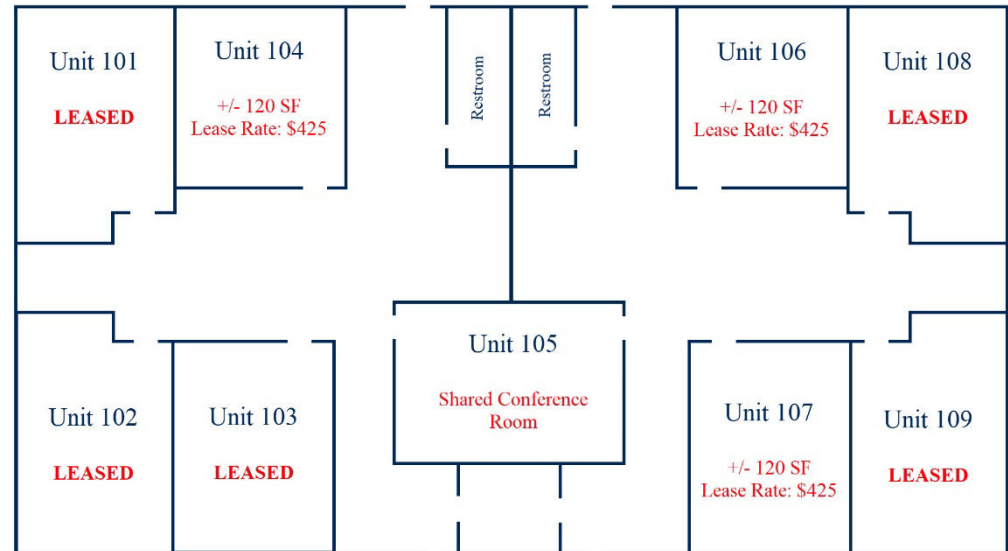 Unit 101
LEASED
Unit 104
+/- 120 SF
Lease Rate: $425
Restroom
Restroom
Unit 106
+/- 120 SF
Lease Rate: $425
Unit 108
LEASED
Unit 102
LEASED
Unit 103
LEASED
Unit 105
Shared Conference
Room
Unit 107
+/- 120 SF
Lease Rate: $425
Unit 109
LEASED